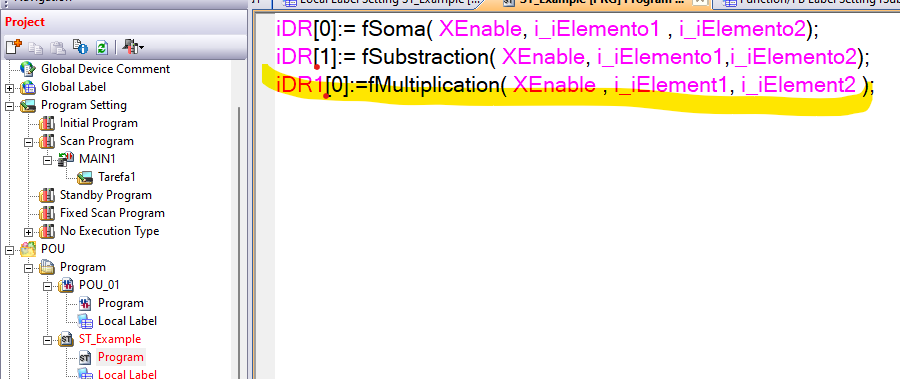 Navigation
Local Label Setting ST_Example [
ST_Example [PRG] Program ...
Function/FB Label Setting fSu
Project
Global Device Comment
Global Label
Program Setting
Initial Program
Scan Program
MAIN1
Tarefa1
Standby Program
Fixed Scan Program
No Execution Type
POU
Program
POU_01
Program
Local Label
ST_Example
Program
Local Label
iDR[0]:= fSoma( XEnable, i_iElemento1 , i_iElemento2);
iDR[1]:= fSubstraction( XEnable, i_iElemento1,i_iElemento2);
iDR1[0]:=fMultiplication( XEnable , i_iElement1, i_iElement2 );